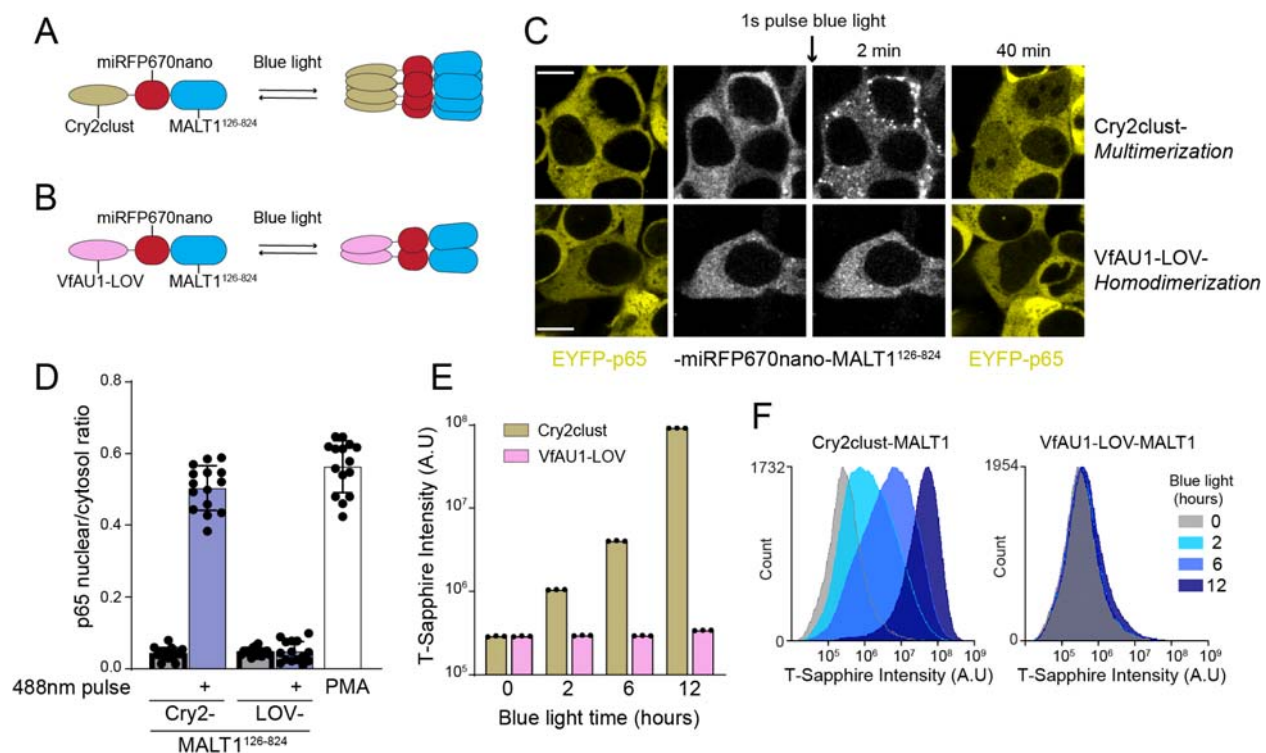 A
miRFP670nano
Blue light
Cry2clust
MALT1¹²⁶⁻⁸²⁴
B
miRFP670nano
Blue light
VfAU1-LOV
MALT1¹²⁶⁻⁸²⁴
C
1s pulse blue light
2 min
40 min
Cry2clust-
Multimerization
VfAU1-LOV-
Homodimerization
EYFP-p65
-miRFP670nano-MALT1¹²⁶⁻⁸²⁴
EYFP-p65
D
p65 nuclear/cytosol ratio
0.8
0.6
0.4
0.2
0.0
488nm pulse
+
+
PMA
Cry2-
LOV-
MALT1¹²⁶⁻⁸²⁴
E
T-Sapphire Intensity (A.U)
10⁸
10⁷
10⁶
10⁵
Cry2clust
VfAU1-LOV
0
2
6
12
Blue light time (hours)
F
Cry2clust-MALT1
1732
Count
0
10⁵
10⁶
10⁷
10⁸
10⁹
T-Sapphire Intensity (A.U)
VfAU1-LOV-MALT1
1954
Count
0
10⁵
10⁶
10⁷
10⁸
10⁹
T-Sapphire Intensity (A.U)
Blue light
(hours)
0
2
6
12